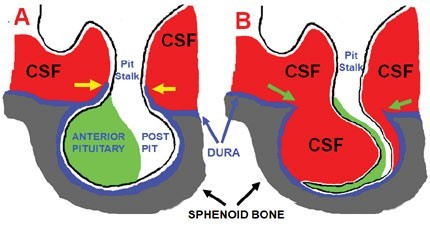 A
Pit
Stalk
CSF
CSF
ANTERIOR
PITUITARY
POST
PIT
DURA
SPHENOID BONE
B
Pit
Stalk
CSF
CSF
CSF